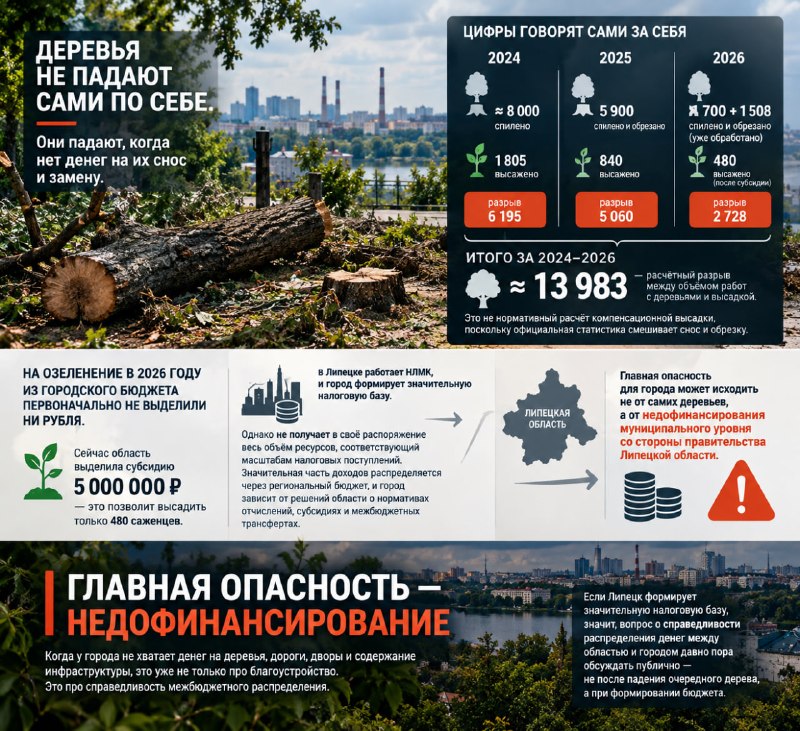 ДЕРЕВЬЯ
НЕ ПАДАЮТ
САМИ ПО СЕБЕ.
Они падают, когда
нет денег на их снос
и замену.
ЦИФРЫ ГОВОРЯТ САМИ ЗА СЕБЯ
2024
≈ 8 000
спилено
1 805
высажено
разрыв
6 195
2025
5 900
спилено и обрезано
840
высажено
разрыв
5 060
2026
700 + 1 508
спилено и обрезано
(уже обработано)
480
высажено
(после субсидии)
разрыв
2 728
ИТОГО ЗА 2024–2026
≈ 13 983
— расчётный разрыв
между объёмом работ
с деревьями и высадкой.
Это не нормативный расчёт компенсационной высадки,
поскольку официальная статистика смешивает снос и обрезку.
НА ОЗЕЛЕНЕНИЕ В 2026 ГОДУ
ИЗ ГОРОДСКОГО БЮДЖЕТА
ПЕРВОНАЧАЛЬНО НЕ ВЫДЕЛИЛИ
НИ РУБЛЯ.
Сейчас область
выделила субсидию
5 000 000 ₽
— это позволит высадить
только 480 саженцев.
в Липецке работает НЛМК,
и город формирует значительную
налоговую базу.
Однако не получает в своё распоряжение
весь объём ресурсов, соответствующий
масштабам налоговых поступлений.
Значительная часть доходов распределяется
через региональный бюджет, и город
зависит от решений области о нормативах
отчислений, субсидиях и межбюджетных
трансфертах.
ЛИПЕЦКАЯ
ОБЛАСТЬ
Главная опасность
для города может исходить
не от самих деревьев,
а от недофинансирования
муниципального уровня
со стороны правительства
Липецкой области.
ГЛАВНАЯ ОПАСНОСТЬ —
НЕДОФИНАНСИРОВАНИЕ
Когда у города не хватает денег на деревья, дороги, дворы и содержание
инфраструктуры, это уже не только про благоустройство.
Это про справедливость межбюджетного распределения.
Если Липецк формирует
значительную налоговую базу,
значит, вопрос о справедливости
распределения денег между
областью и городом давно пора
обсуждать публично —
не после падения очередного дерева,
а при формировании бюджета.